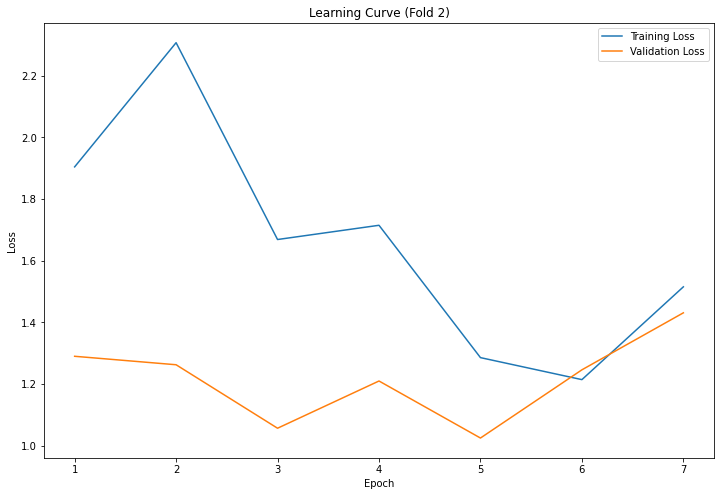 Learning Curve (Fold 2)
Training Loss
Validation Loss
2.2
2.0
1.8
1.6
1.4
1.2
1.0
Loss
1 2 3 4 5 6 7
Epoch